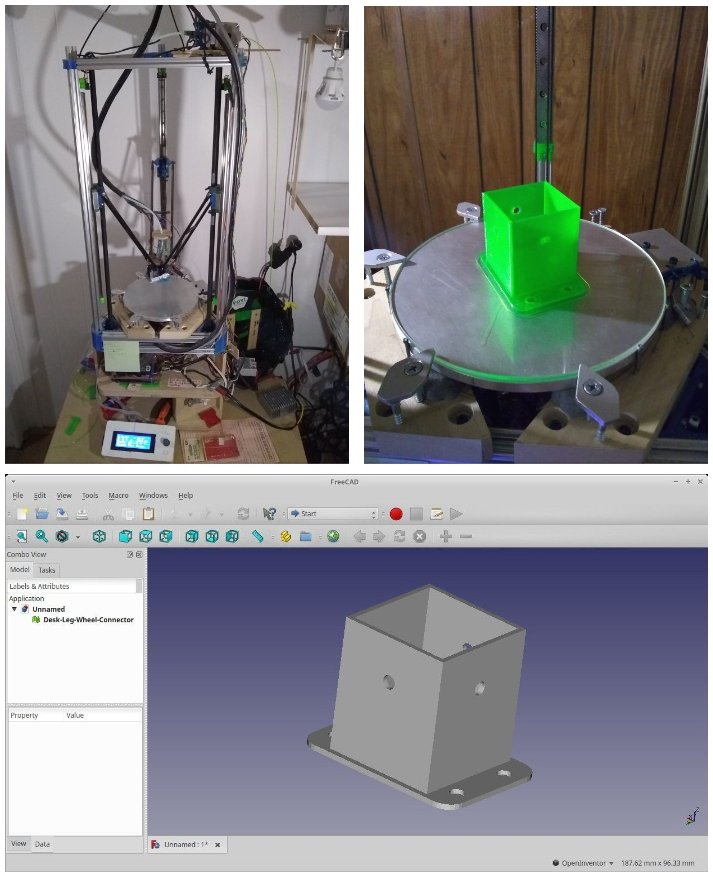 FreeCAD
File Edit View Tools Macro Windows Help
Start
Combo View
Model Tasks
Labels & Attributes
Application
Unnamed
Desk-Leg-Wheel-Connector
Property Value
View Data
Unnamed : 1*
OpenInventor 187.62 mm x 96.33 mm